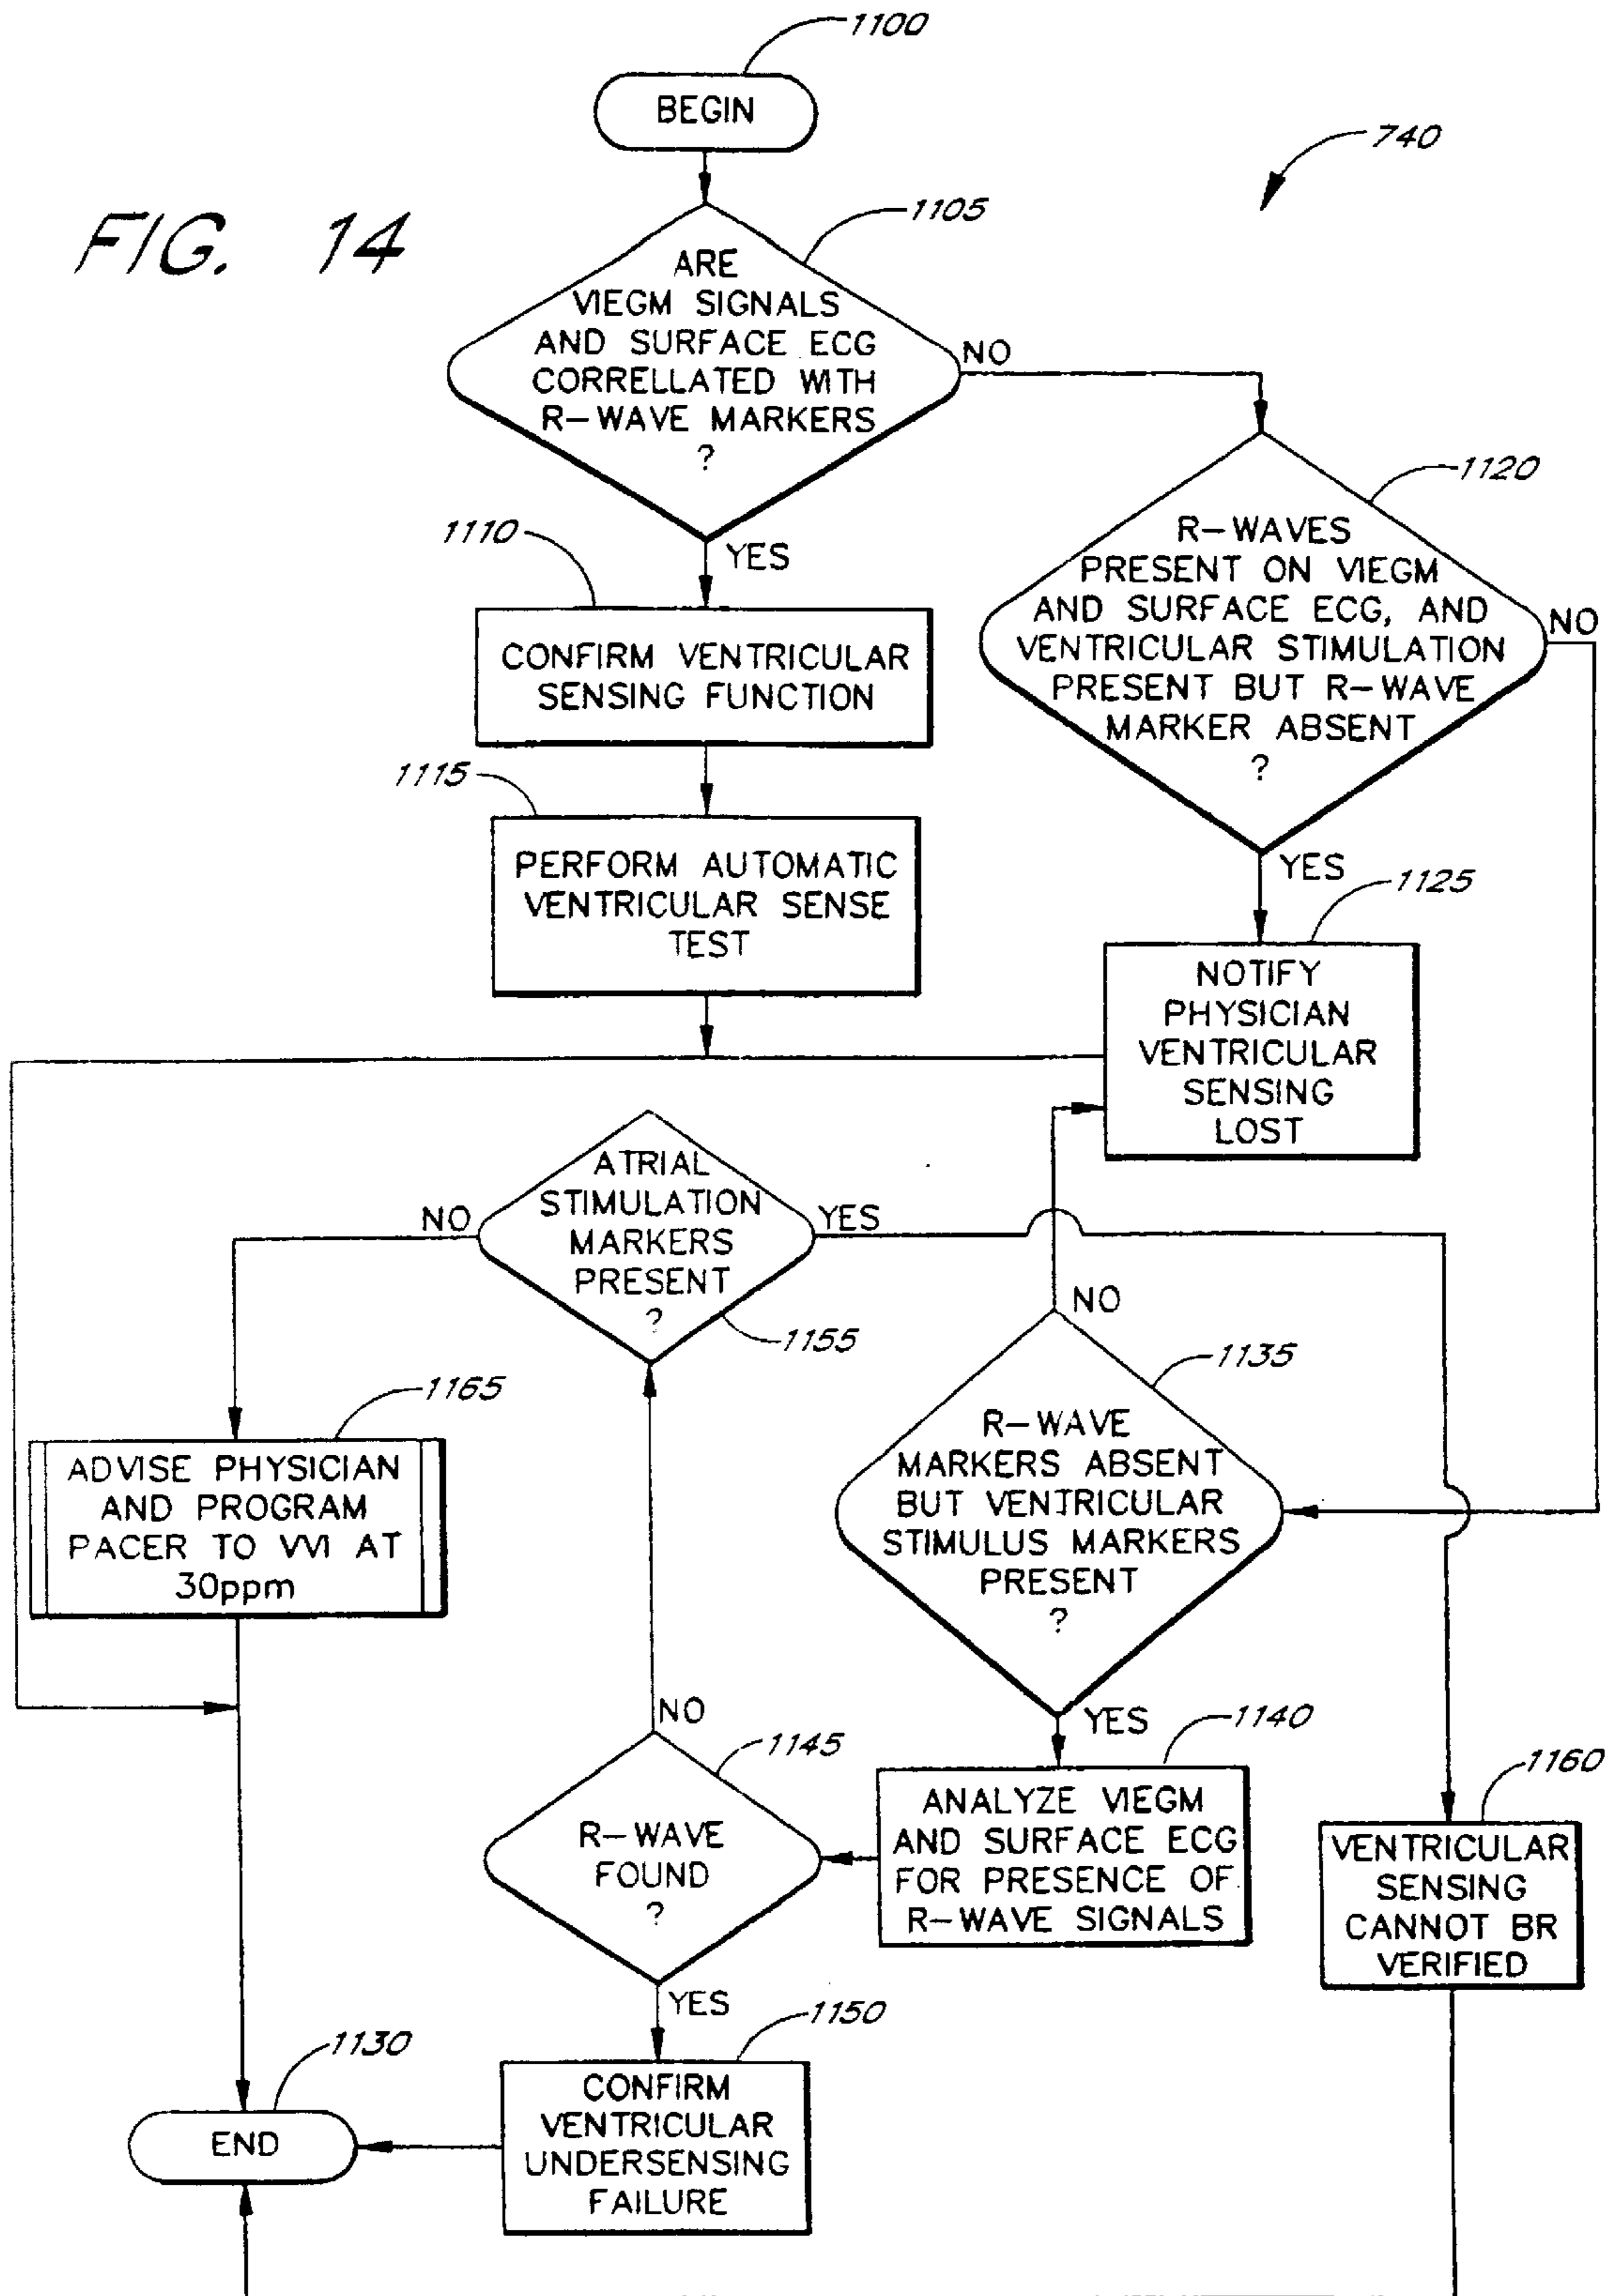 1100
BEGIN
740
FIG. 14
1105
ARE
VIEGM SIGNALS
AND SURFACE ECG
CORRELLATED WITH
R-WAVE MARKERS
?
NO
YES
1120
R-WAVES
PRESENT ON VIEGM
AND SURFACE ECG, AND
VENTRICULAR STIMULATION
PRESENT BUT R-WAVE
MARKER ABSENT
?
NO
YES
1110
CONFIRM VENTRICULAR
SENSING FUNCTION
1115
PERFORM AUTOMATIC
VENTRICULAR SENSE
TEST
1125
NOTIFY
PHYSICIAN
VENTRICULAR
SENSING
LOST
ATRIAL
STIMULATION
MARKERS
PRESENT
?
NO
YES
1155
1135
NO
R-WAVE
MARKERS ABSENT
BUT VENTRICULAR
STIMULUS MARKERS
PRESENT
?
YES
1165
ADVISE PHYSICIAN
AND PROGRAM
PACER TO VVI AT
30ppm
1140
ANALYZE VIEGM
AND SURFACE ECG
FOR PRESENCE OF
R-WAVE SIGNALS
NO
1145
R-WAVE
FOUND
?
YES
1160
VENTRICULAR
SENSING
CANNOT BR
VERIFIED
1150
CONFIRM
VENTRICULAR
UNDERSENSING
FAILURE
1130
END